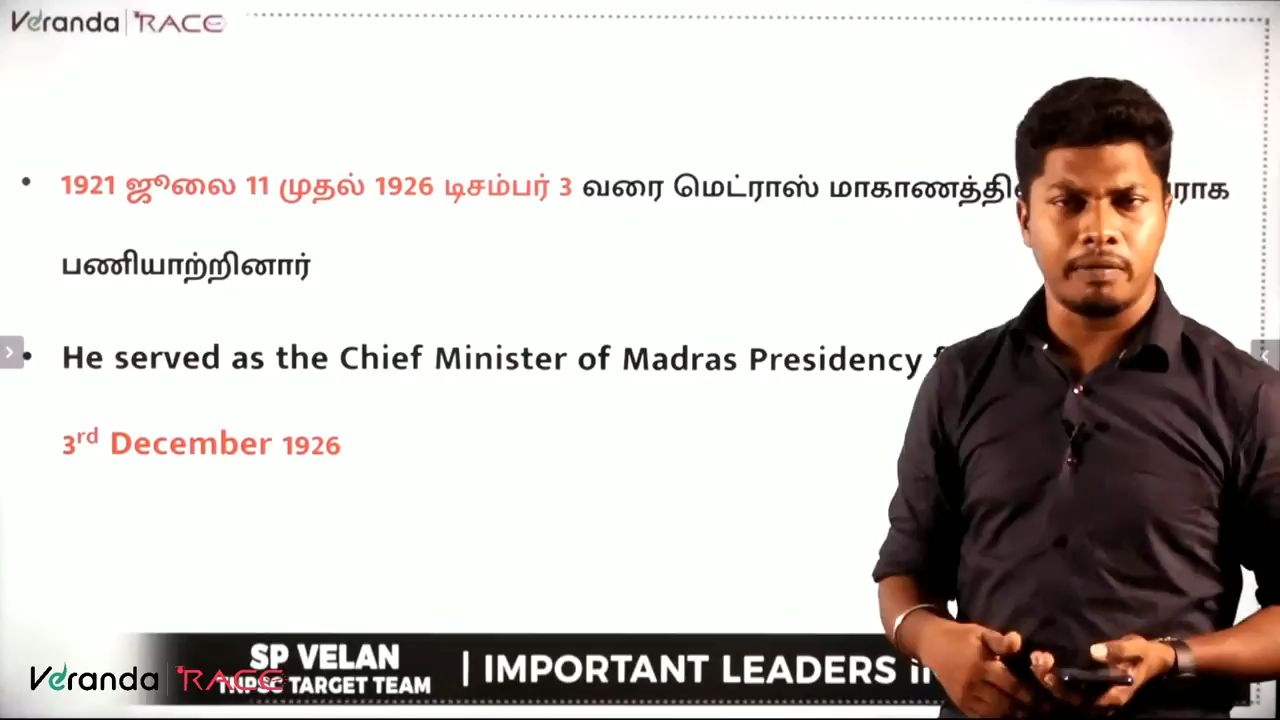 Veranda RACE
• 1921 ஜூலை 11 முதல் 1926 டிசம்பர் 3 வரை மெட்ராஸ்
பணியாற்றினார்
• He served as the Chief Minister of Madras Presidency
3rd December 1926
SP VELAN
TARGET TEAM
| IMPORTANT LEADERS
Veranda RACE